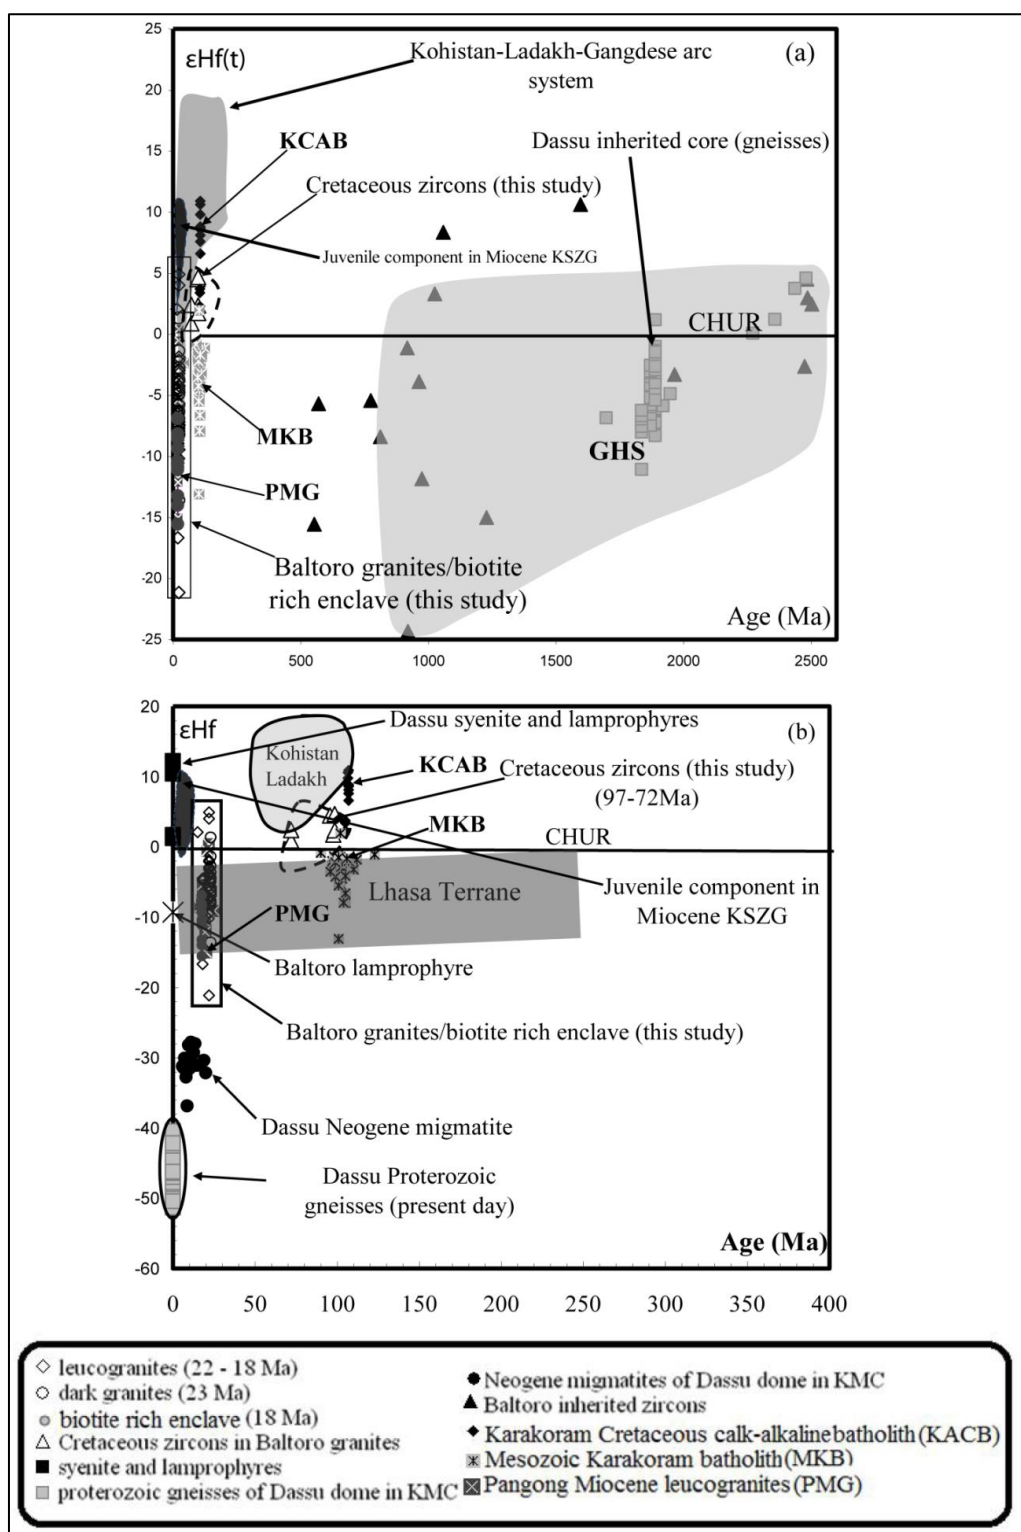 25
εHf(t)
(a)
Kohistan-Ladakh-Gangdese arc
system
20
KCAB
Dassu inherited core (gneisses)
15
Cretaceous zircons (this study)
10
Juvenile component in Miocene KSZG
5
CHUR
0
-5
MKB
GHS
-10
PMG
-15
Baltoro granites/biotite
rich enclave (this study)
-20
Age (Ma)
-25
0 500 1000 1500 2000 2500
20
εHf
Dassu syenite and lamprophyres
(b)
Kohistan
Ladakh
KCAB
Cretaceous zircons (this study)
(97-72Ma)
10
MKB
CHUR
0
Lhasa Terrane
Juvenile component in
Miocene KSZG
PMG
-10
Baltoro lamprophyre
-20
Baltoro granites/biotite rich enclave (this study)
-30
Dassu Neogene migmatite
-40
Dassu Proterozoic
gneisses (present day)
-50
Age (Ma)
-60
0 50 100 150 200 250 300 350 400
leucogranites (22 - 18 Ma)
dark granites (23 Ma)
biotite rich enclave (18 Ma)
Cretaceous zircons in Baltoro granites
syenite and lamprophyres
proterozoic gneisses of Dassu dome in KMC
Neogene migmatites of Dassu dome in KMC
Baltoro inherited zircons
Karakoram Cretaceous calk-alkaline batholith (KACB)
Mesozoic Karakoram batholith (MKB)
Pangong Miocene leucogranites (PMG)